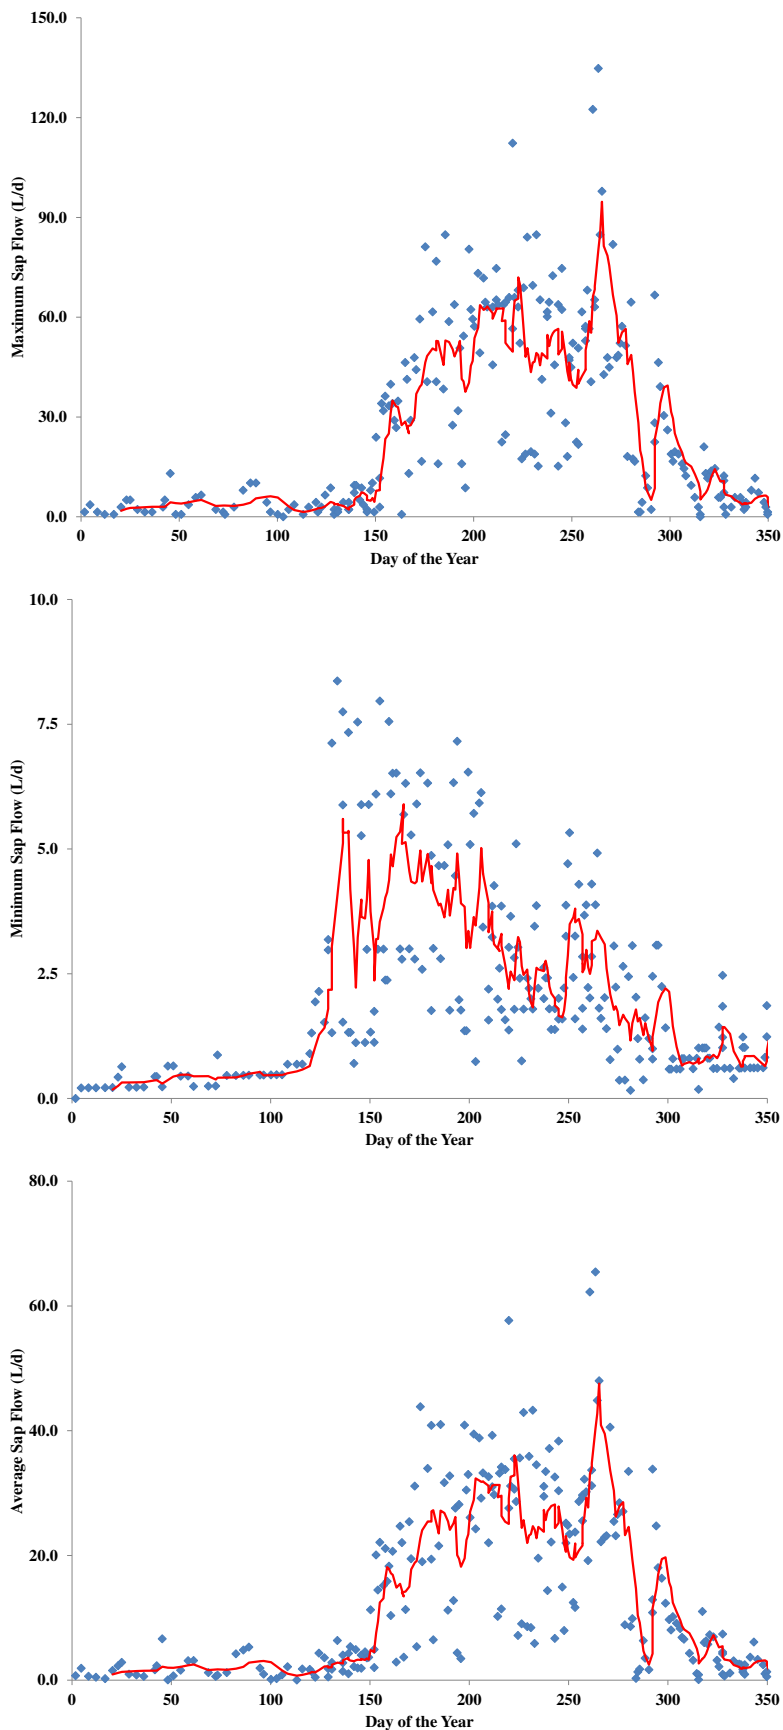 150.0
120.0
90.0
60.0
30.0
0.0
Maximum Sap Flow (L/d)
0 50 100 150 200 250 300 350
Day of the Year
10.0
7.5
5.0
2.5
0.0
Minimum Sap Flow (L/d)
0 50 100 150 200 250 300 350
Day of the Year
80.0
60.0
40.0
20.0
0.0
Average Sap Flow (L/d)
0 50 100 150 200 250 300 350
Day of the Year